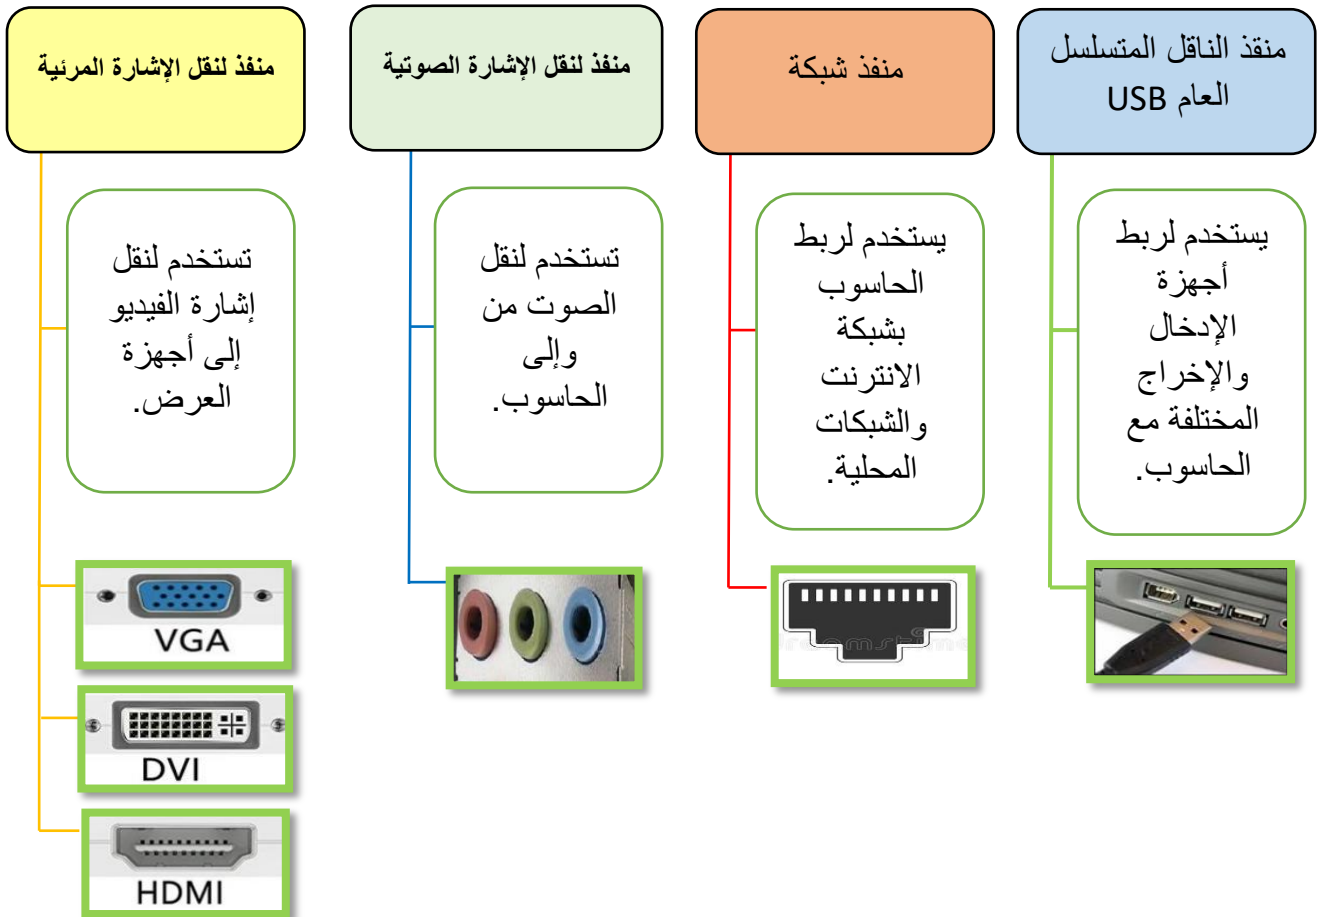 منقذ الناقل المتسلسل
العام USB
يستخدم لربط
أجهزة
الإدخال
والإخراج
المختلفة مع
الحاسوب.
منفذ شبكة
يستخدم لربط
الحاسوب
بشبكة
الانترنت
والشبكات
المحلية.
dreamstime
منفذ لنقل الإشارة الصوتية
تستخدم لنقل
الصوت من
وإلى
الحاسوب.
منفذ لنقل الإشارة المرئية
تستخدم لنقل
إشارة الفيديو
إلى أجهزة
العرض.
VGA
DVI
HDMI